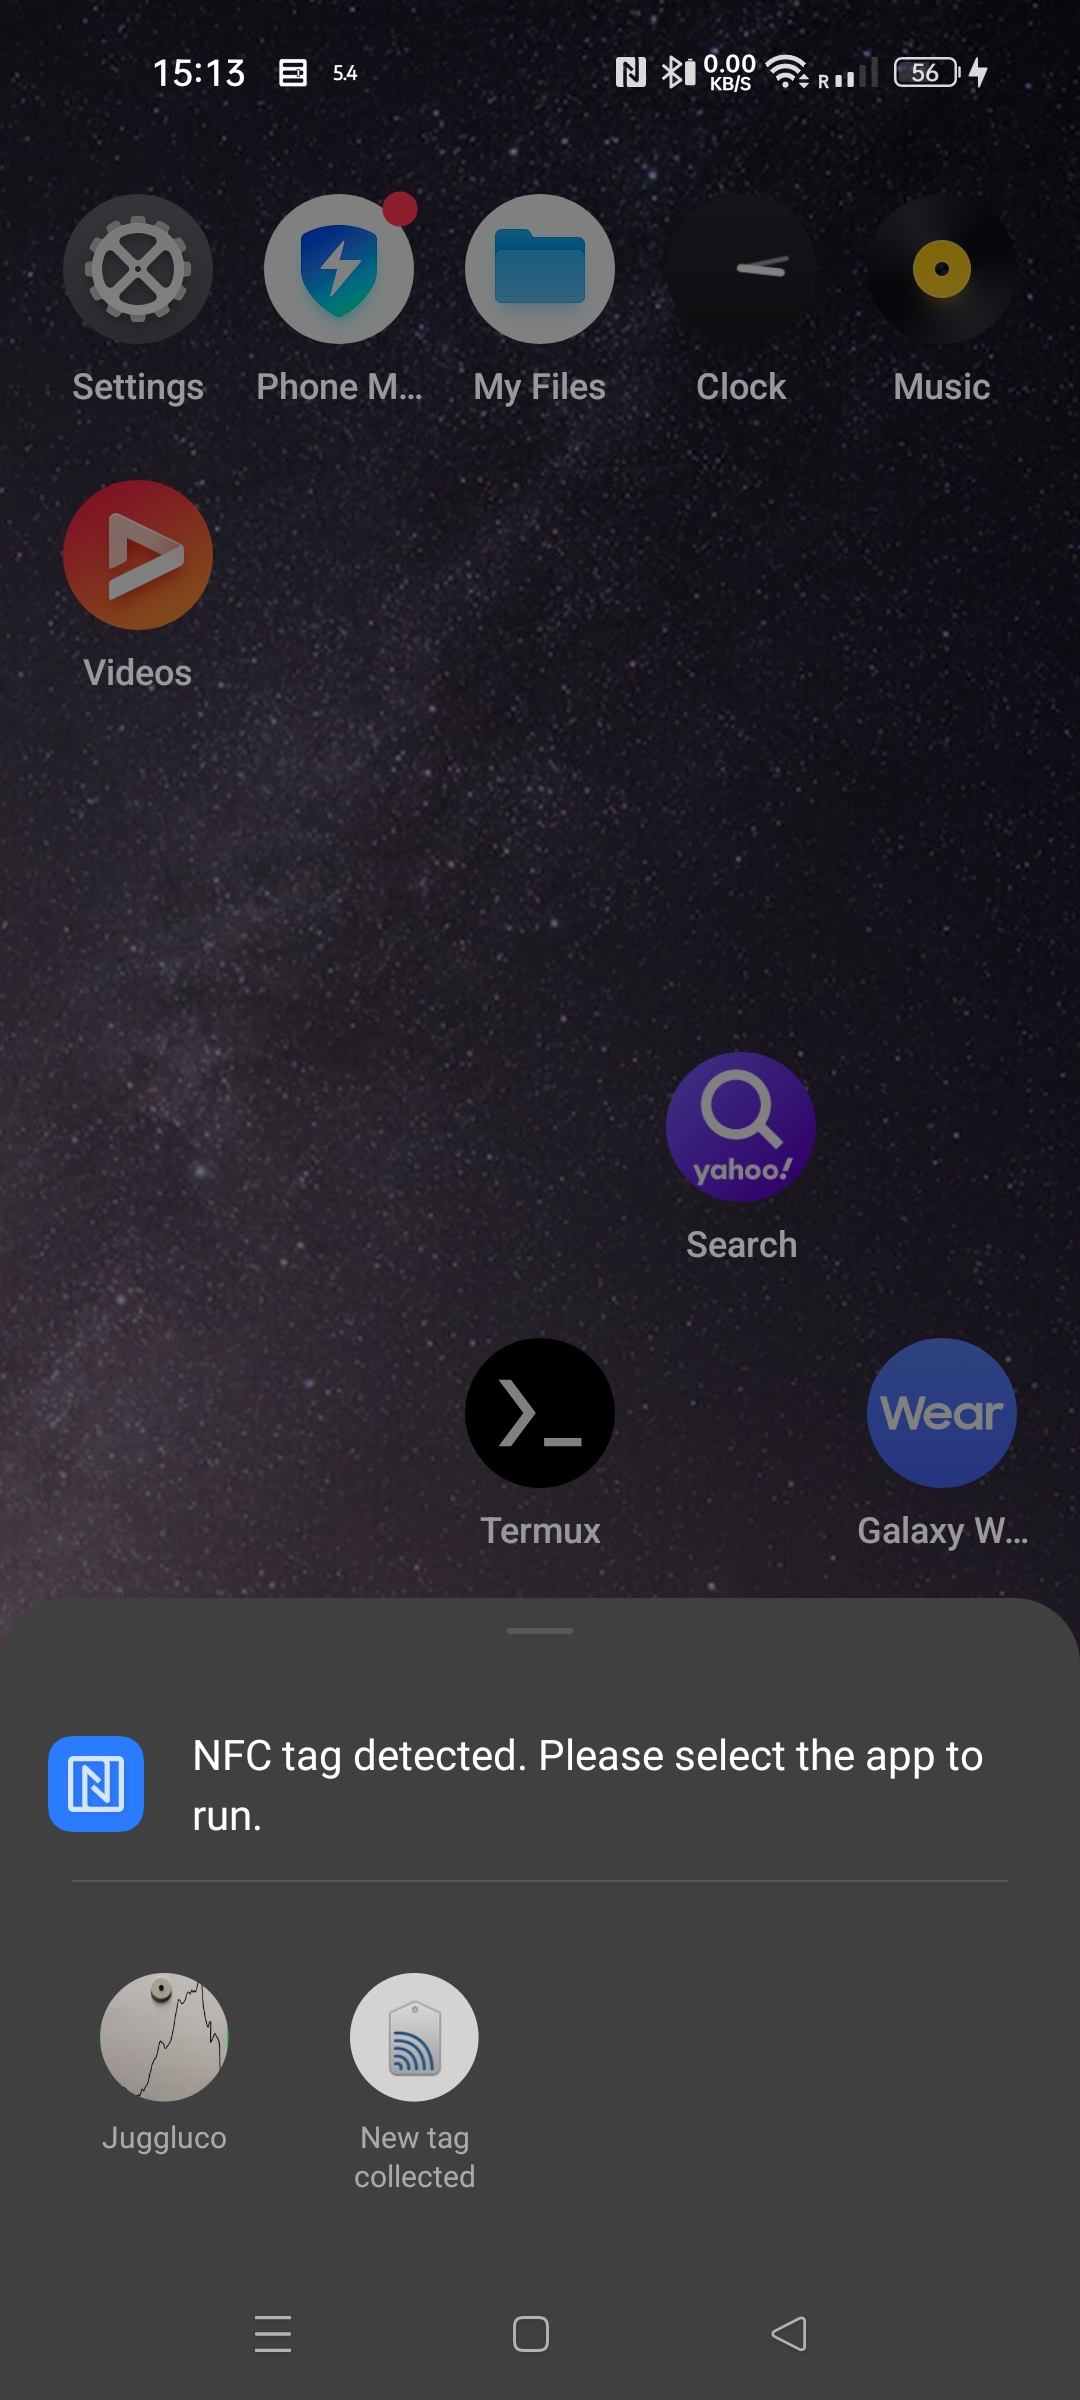 15:13 5.4 0.00 KB/S R 56
Settings Phone M... My Files Clock Music
Videos
yahoo!
Search
Wear
Termux Galaxy W...
NFC tag detected. Please select the app to
run.
Juggluco New tag
collected